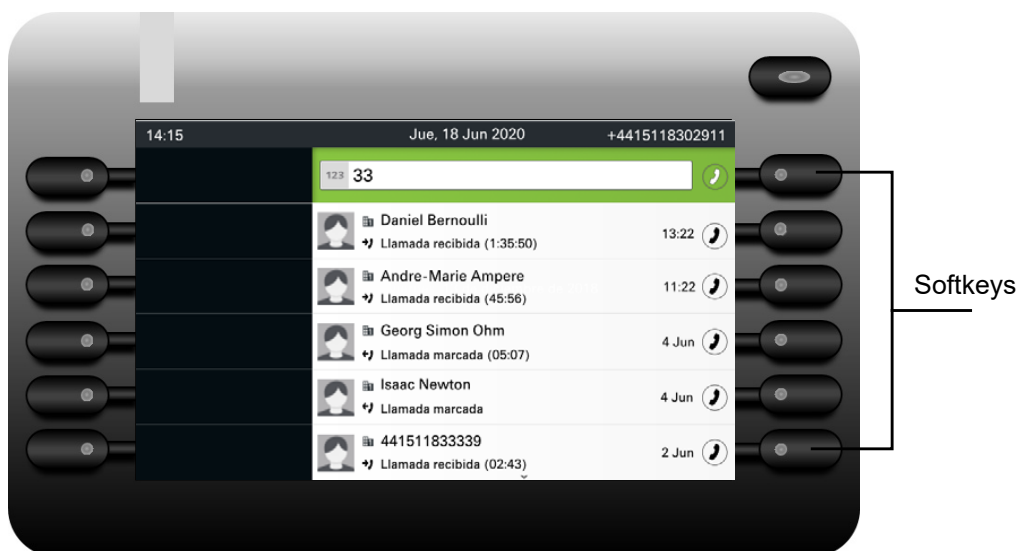 14:15 Jue, 18 Jun 2020 +4415118302911
123 33
Daniel Bernoulli
Llamada recibida (1:35:50) 13:22
Andre-Marie Ampere
Llamada recibida (45:56) 11:22
Georg Simon Ohm
Llamada marcada (05:07) 4 Jun
Isaac Newton
Llamada marcada 4 Jun
441511833339
Llamada recibida (02:43) 2 Jun
Softkeys